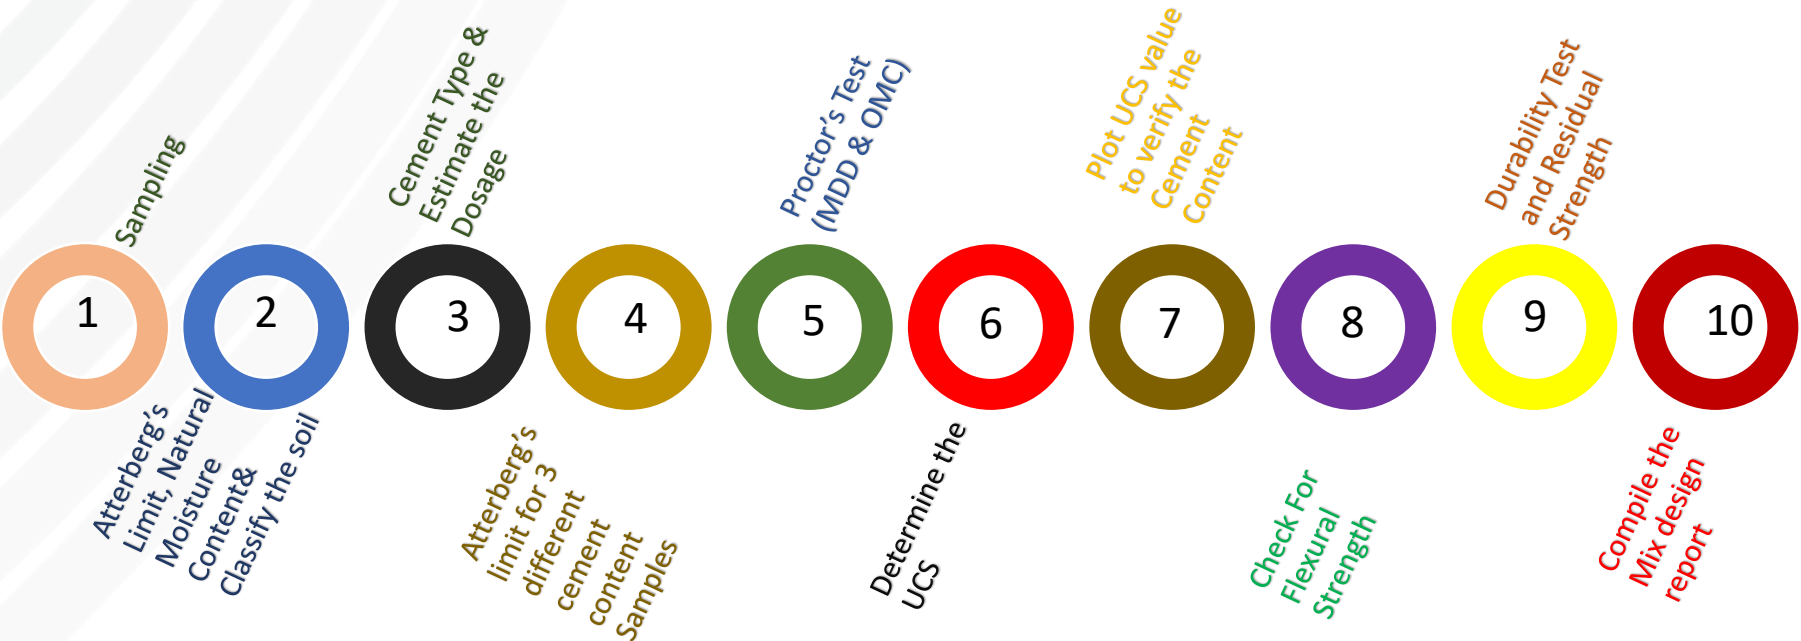 1
Sampling
2
Atterberg’s
Limit, Natural
Moisture
Content&
Classify the soil
3
Cement Type &
Estimate the
Dosage
4
Atterberg’s
limit for 3
different
cement
content
Samples
5
Proctor’s Test
(MDD & OMC)
6
Determine the
UCS
7
Plot UCS value
to verify the
Cement
Content
8
Check For
Flexural
Strength
9
Durability Test
and Residual
Strength
10
Compile the
Mix design
report